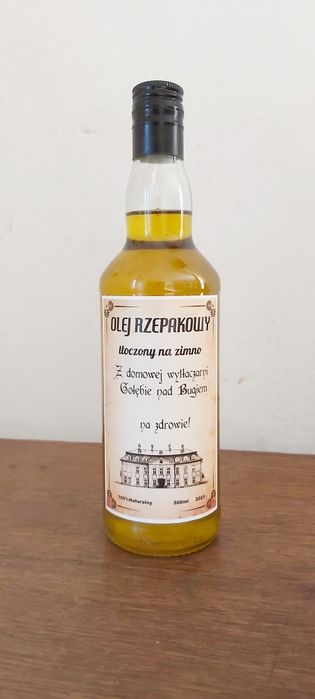 OLEJ RZEPAKOWY
tłoczony na zimno
Z domowej wytłaczarni
Gołębie nad Bugiem
na zdrowie!
100%Naturalny 500ml 2023